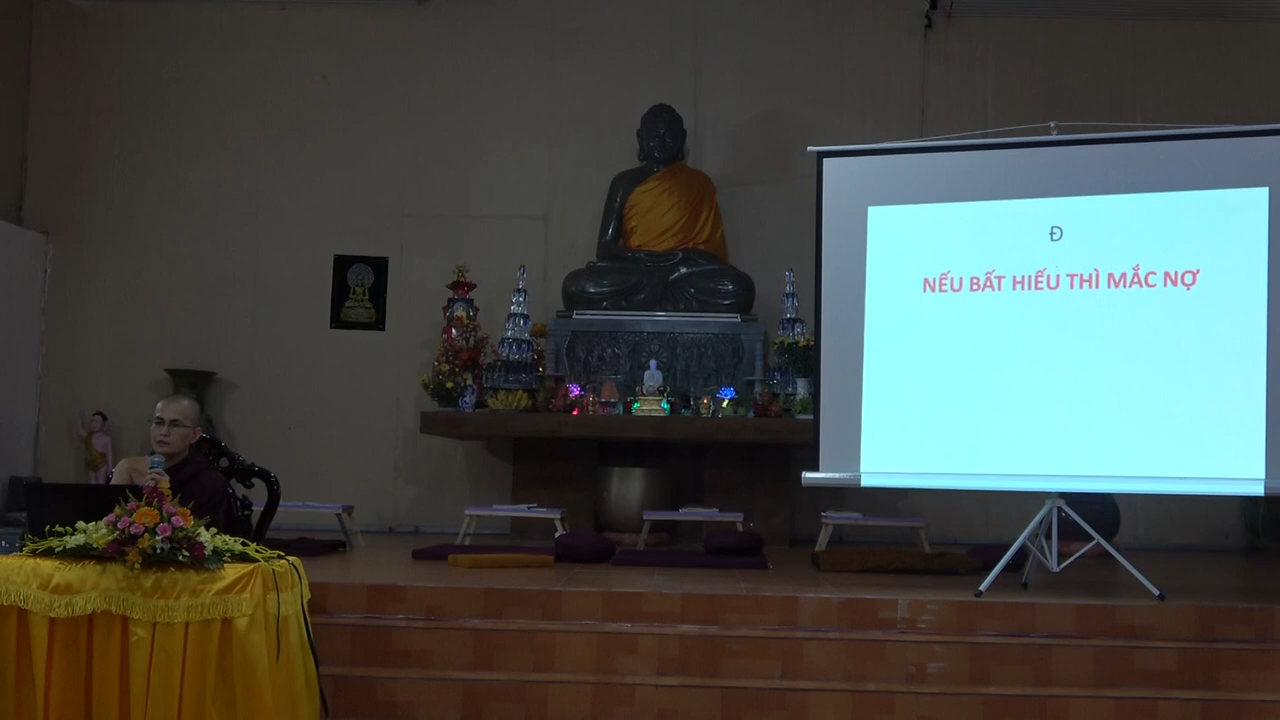 Đ
NẾU BẤT HIẾU THÌ MẮC NỢ